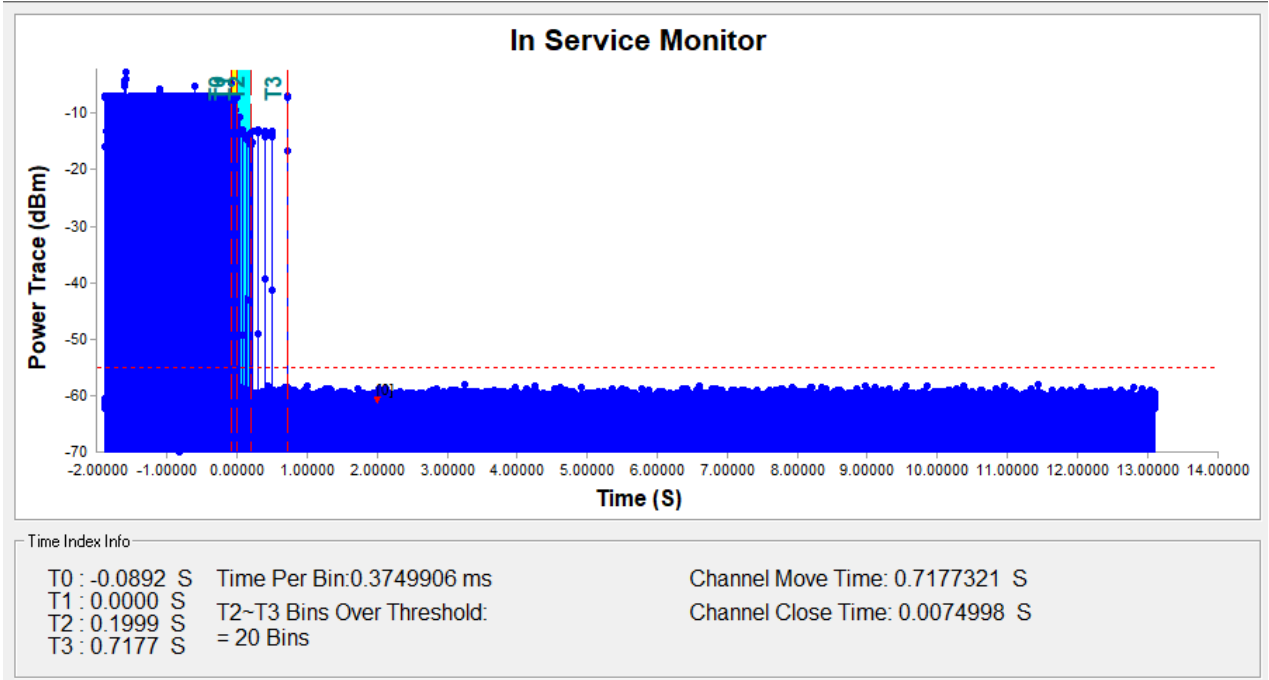 In Service Monitor
T0 T1 T2 T3
-10
-20
-30
-40
-50
-60
-70
Power Trace (dBm)
-2.00000 -1.00000 0.00000 1.00000 2.00000 3.00000 4.00000 5.00000 6.00000 7.00000 8.00000 9.00000 10.00000 11.00000 12.00000 13.00000 14.00000
Time (S)
Time Index Info
T0 : -0.0892 S
T1 : 0.0000 S
T2 : 0.1999 S
T3 : 0.7177 S
Time Per Bin:0.3749906 ms
T2~T3 Bins Over Threshold:
= 20 Bins
Channel Move Time: 0.7177321 S
Channel Close Time: 0.0074998 S